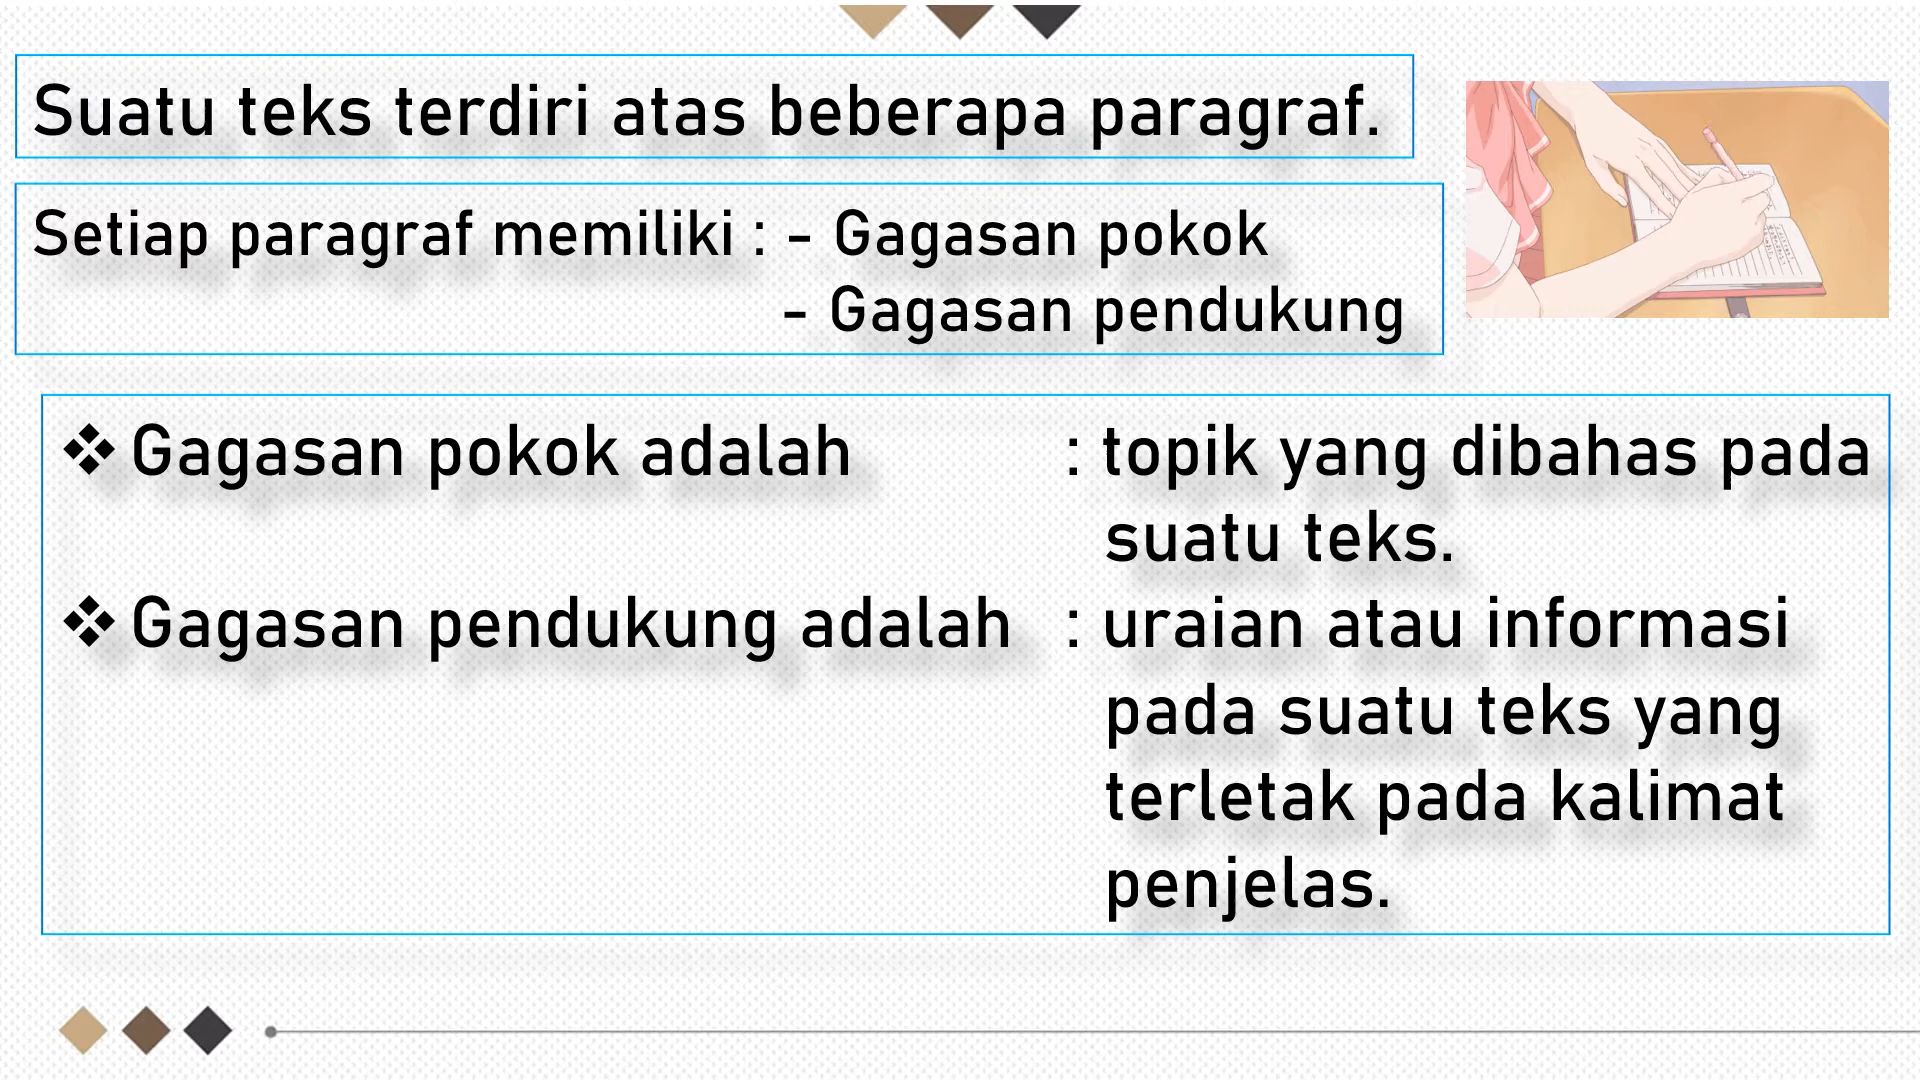 Suatu teks terdiri atas beberapa paragraf.
Setiap paragraf memiliki : - Gagasan pokok
- Gagasan pendukung
❖ Gagasan pokok adalah : topik yang dibahas pada
suatu teks.
❖ Gagasan pendukung adalah : uraian atau informasi
pada suatu teks yang
terletak pada kalimat
penjelas.